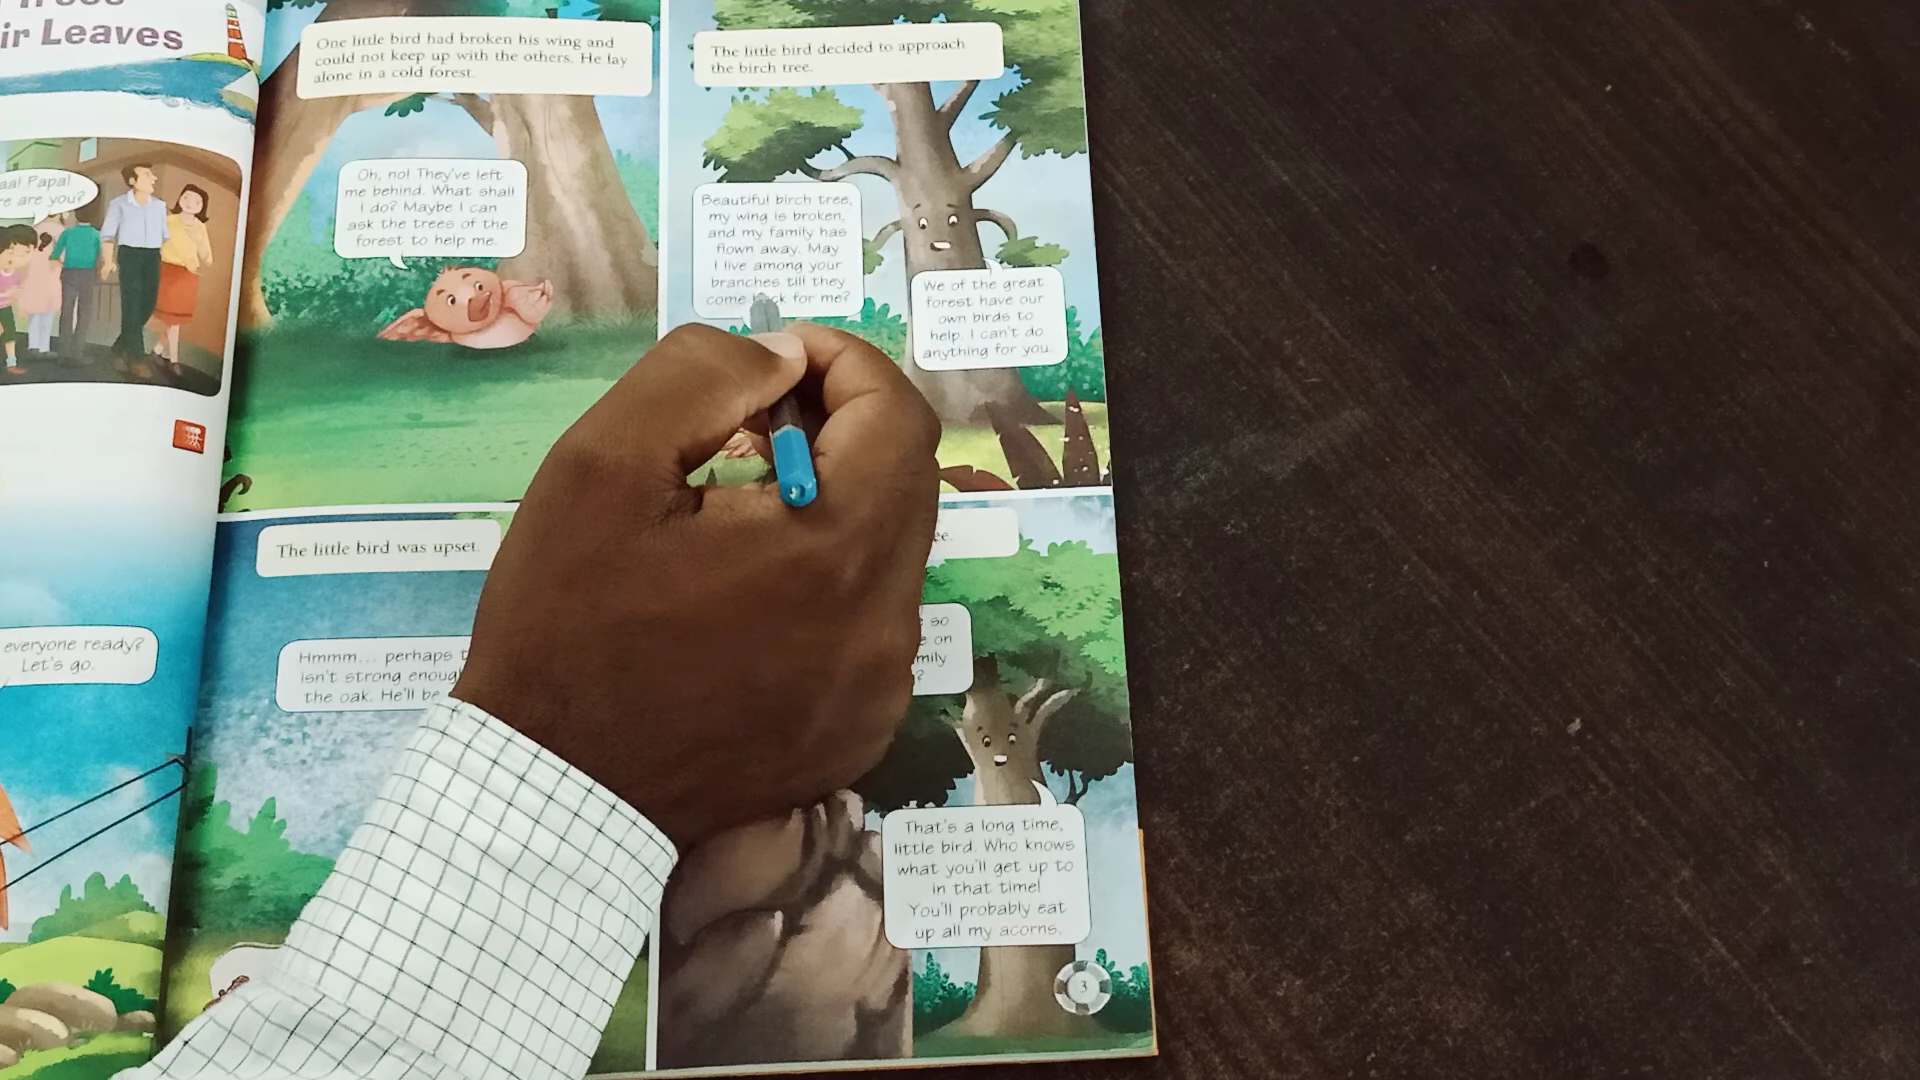 ir Leaves
Papa!
are you?
everyone ready?
Let's go.
One little bird had broken his wing and
could not keep up with the others. He lay
alone in a cold forest.
Oh, no! They've left
me behind. What shall
I do? Maybe I can
ask the trees of the
forest to help me.
The little bird decided to approach
the birch tree.
Beautiful birch tree,
my wing is broken,
and my family has
flown away. May
I live among your
branches till they
come for me?
We of the great
forest have our
own birds to
help. I can't do
anything for you.
The little bird was upset.
Hmmm... perhaps
isn't strong
the oak. He'll be
so
on
That's a long time,
little bird. Who knows
what you'll get up to
in that time!
You'll probably eat
up all my acorns.
3